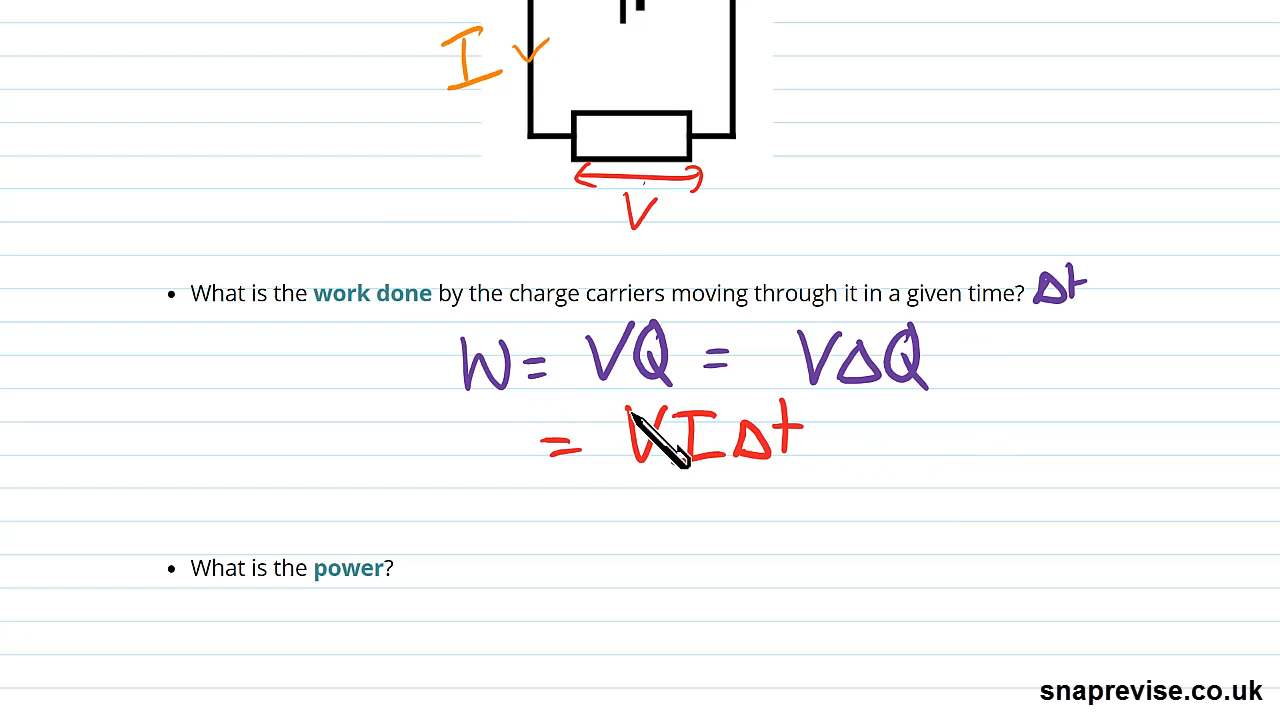 I
V
• What is the work done by the charge carriers moving through it in a given time? Δt
W = VQ = VΔQ
= VIΔt
• What is the power?
snaprevise.co.uk